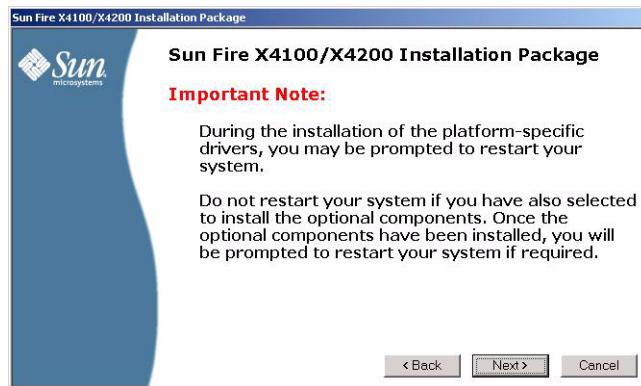 Sun Fire X4100/X4200 Installation Package
Sun
microsystems
Sun Fire X4100/X4200 Installation Package
Important Note:
During the installation of the platform-specific
drivers, you may be prompted to restart your
system.
Do not restart your system if you have also selected
to install the optional components. Once the
optional components have been installed, you will
be prompted to restart your system if required.
< Back
Next >
Cancel